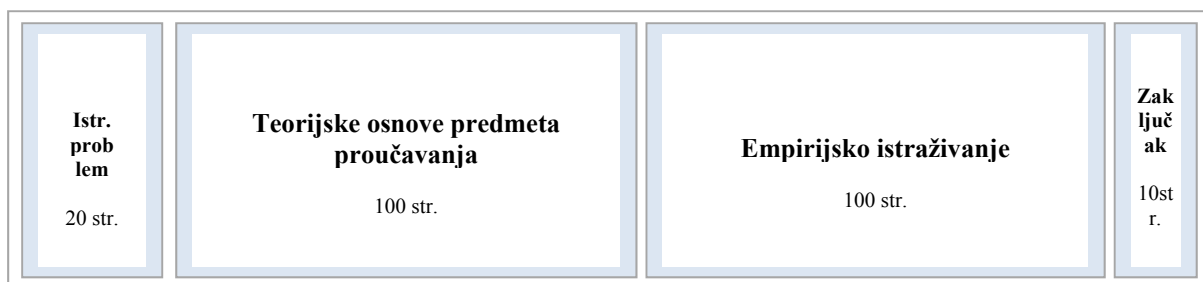 Istr.
prob
lem
20 str.
Teorijske osnove predmeta
proučavanja
100 str.
Empirijsko istraživanje
100 str.
Zak
ljuč
ak
10st
r.